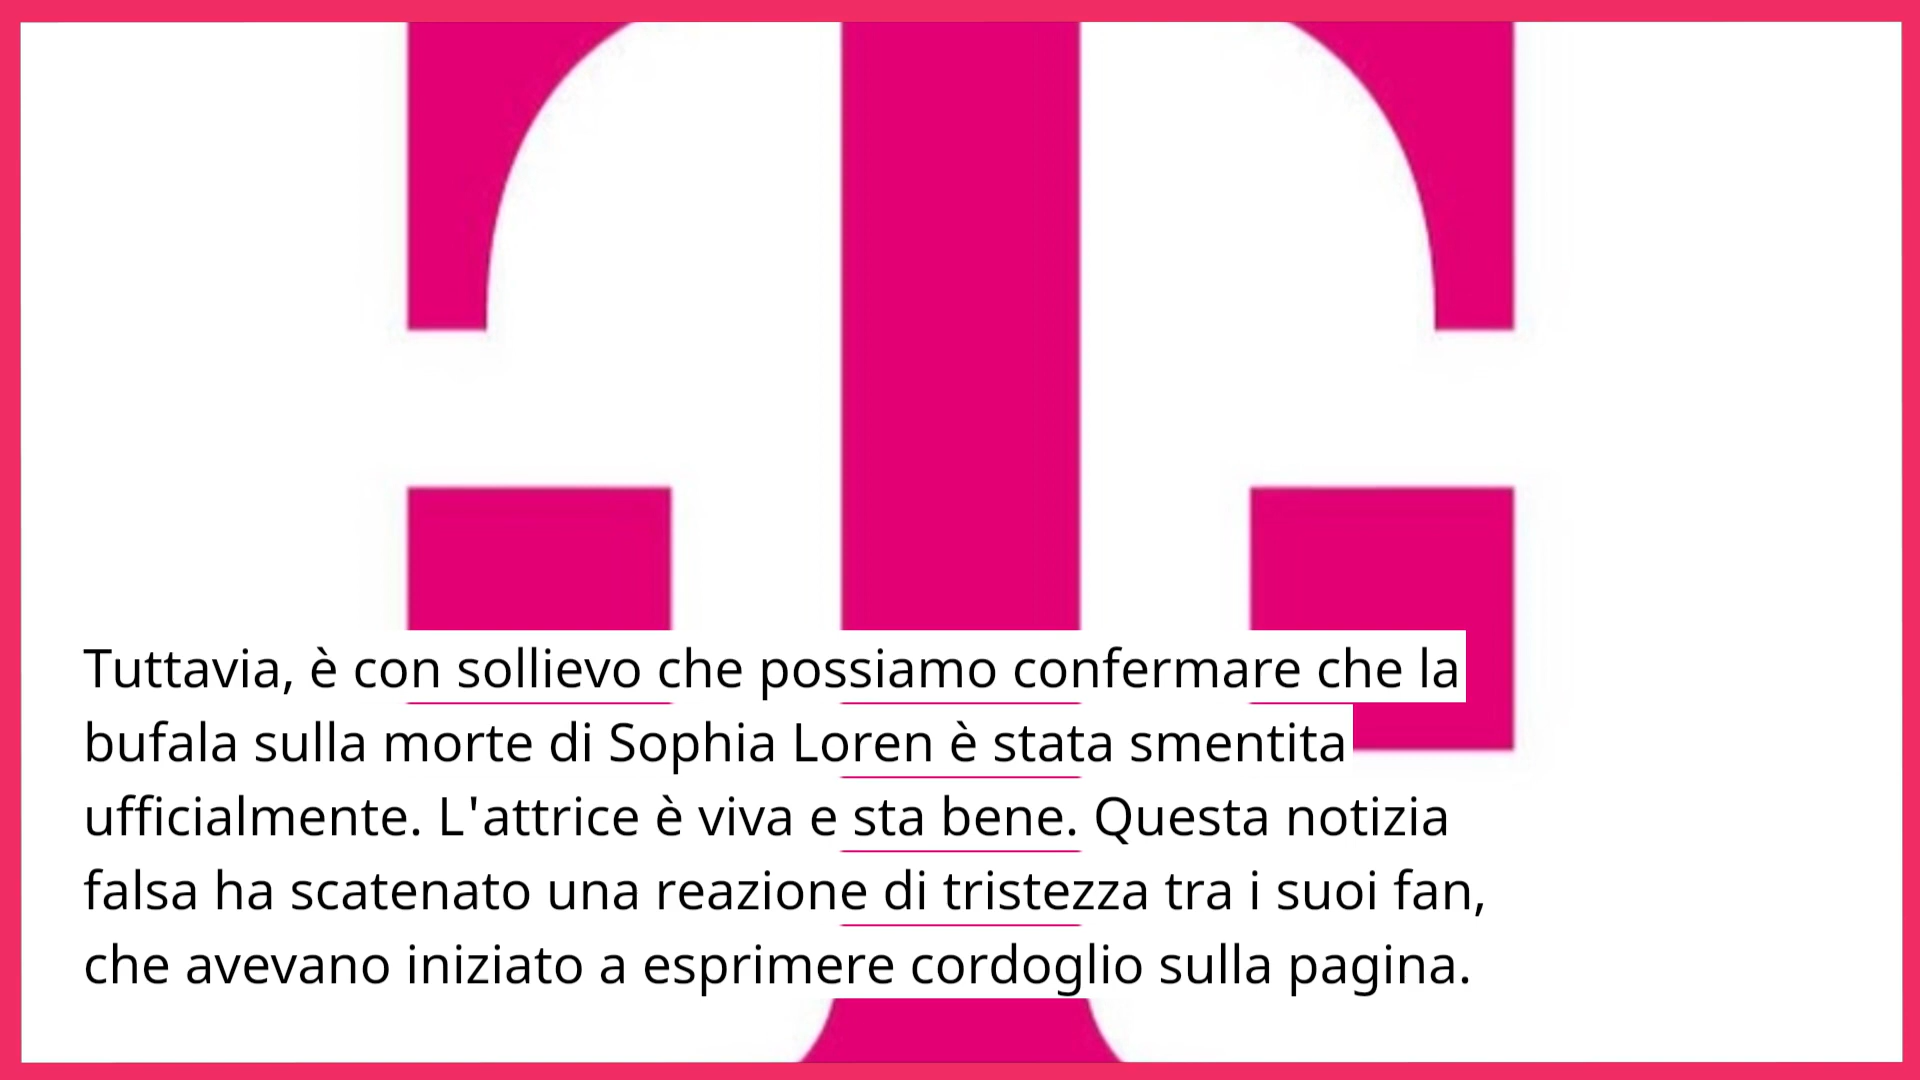 Tuttavia, è con sollievo che possiamo confermare che la
bufala sulla morte di Sophia Loren è stata smentita
ufficialmente. L'attrice è viva e sta bene. Questa notizia
falsa ha scatenato una reazione di tristezza tra i suoi fan,
che avevano iniziato a esprimere cordoglio sulla pagina.